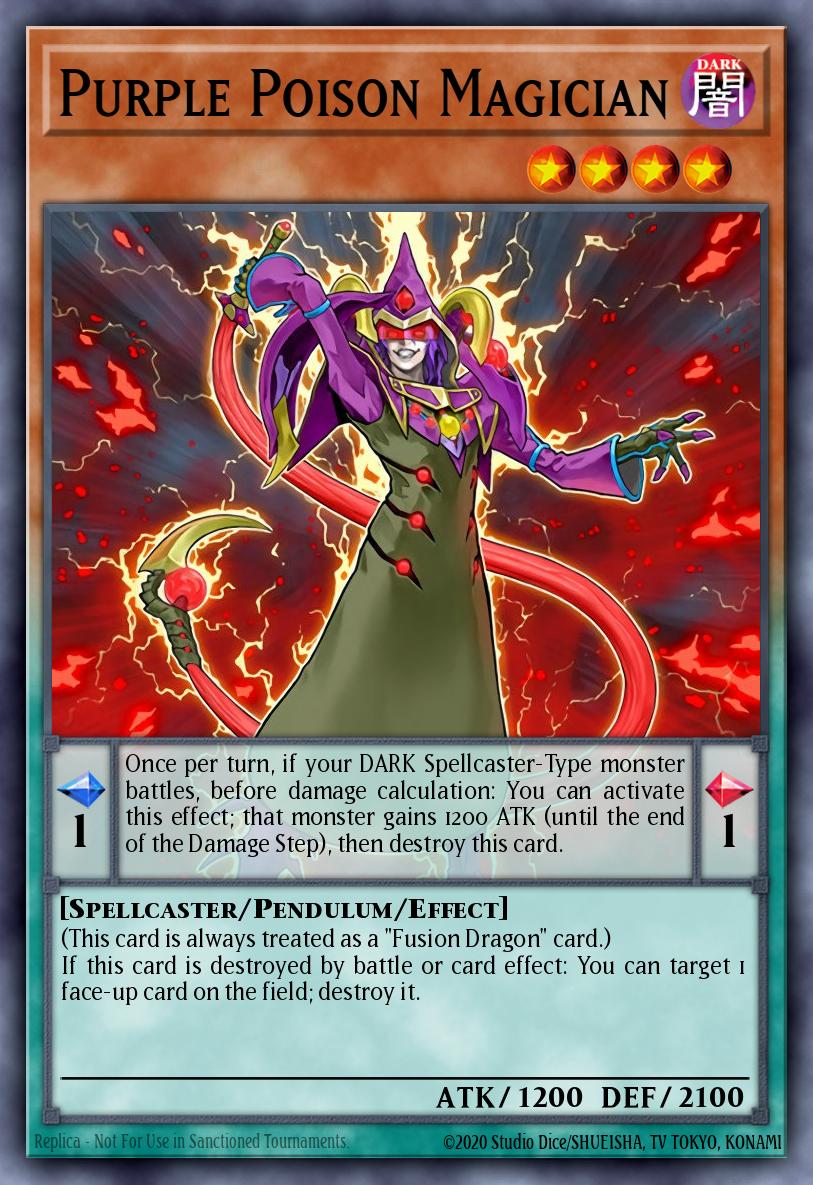 PURPLE POISON MAGICIAN
DARK
闇
Once per turn, if your DARK Spellcaster-Type monster
battles, before damage calculation: You can activate
this effect; that monster gains 1200 ATK (until the end
of the Damage Step), then destroy this card.
1
1
[SPELLCASTER/PENDULUM/EFFECT]
(This card is always treated as a "Fusion Dragon" card.)
If this card is destroyed by battle or card effect: You can target 1
face-up card on the field; destroy it.
ATK/1200 DEF/2100
Replica - Not For Use in Sanctioned Tournaments.
©2020 Studio Dice/SHUEISHA, TV TOKYO, KONAMI